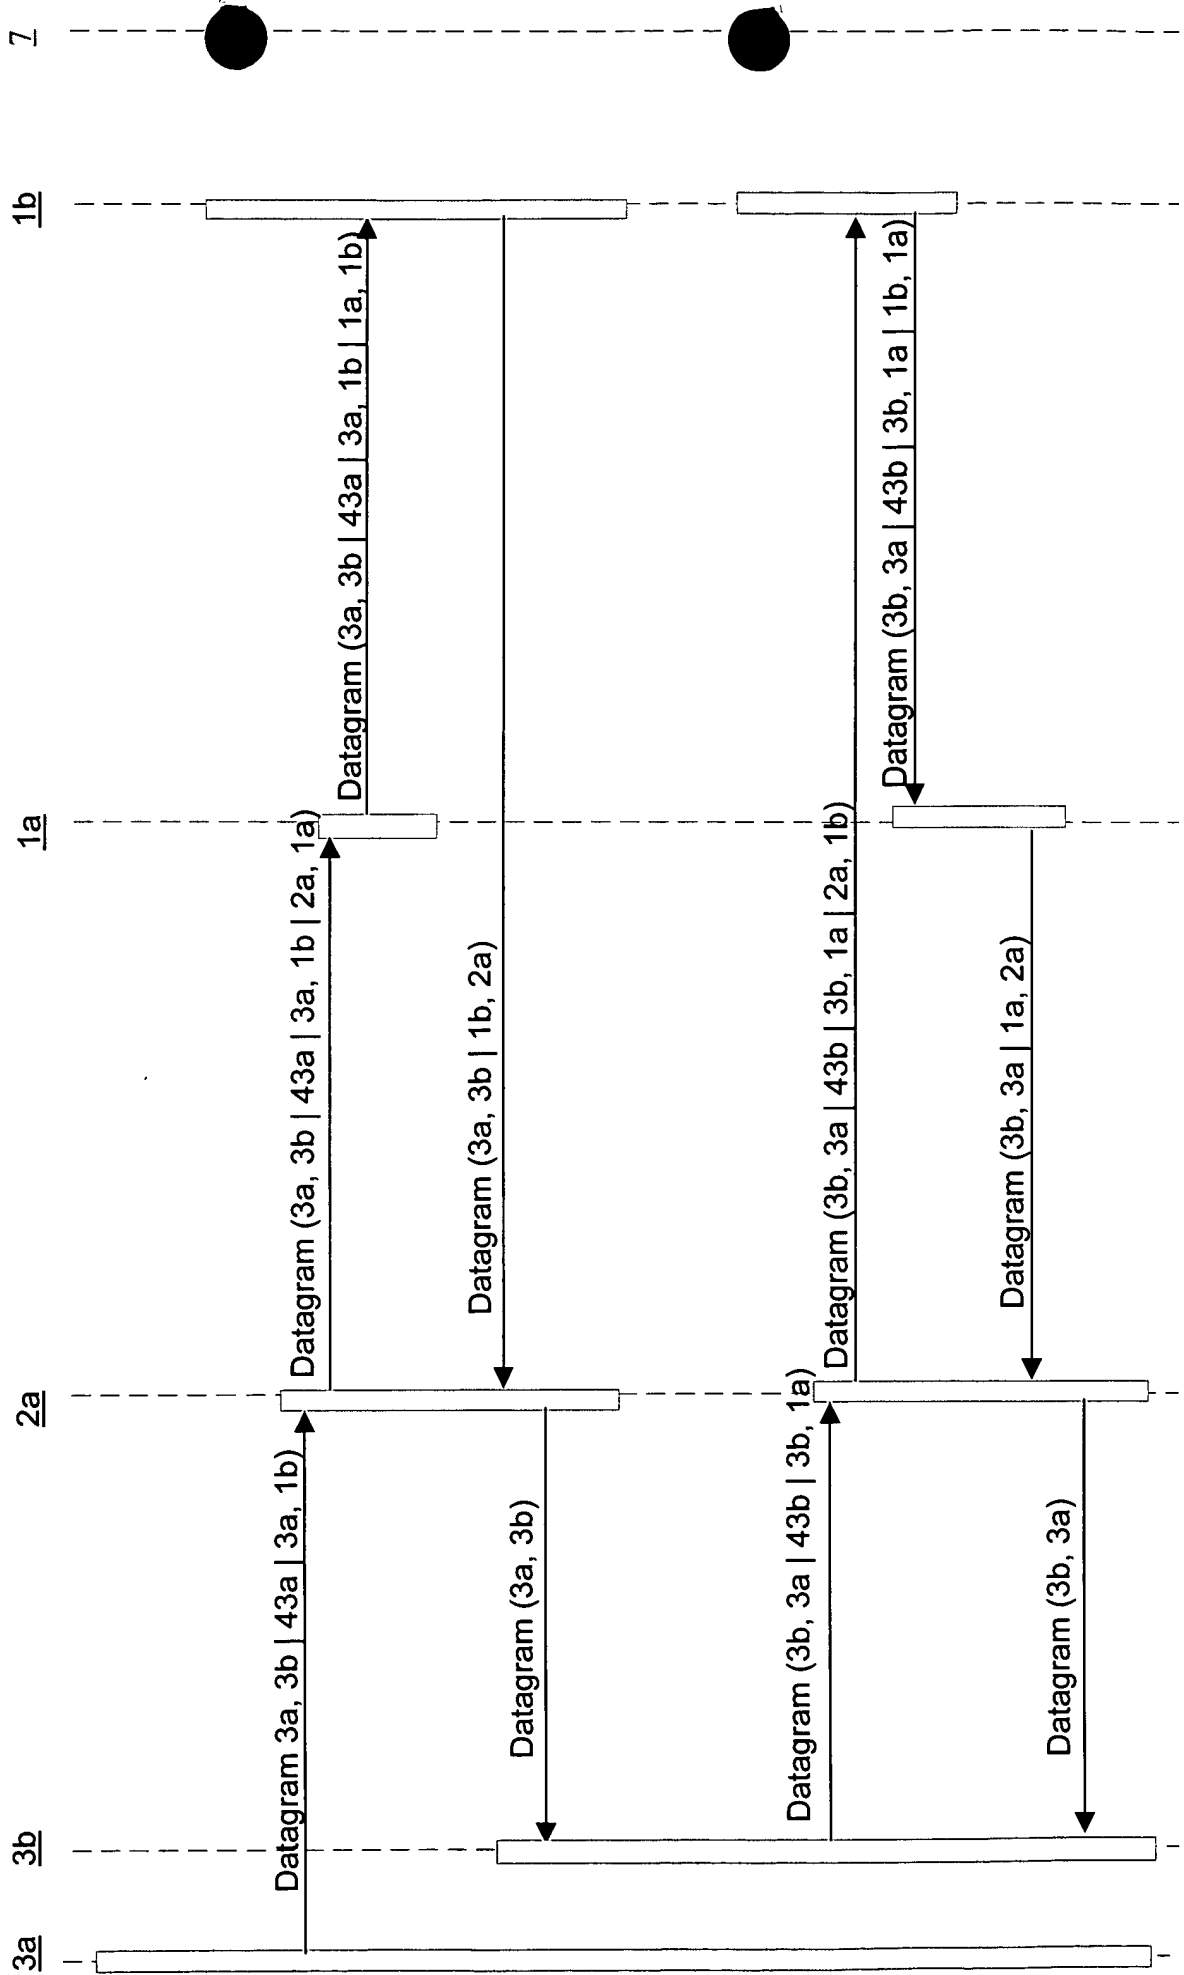 3a
3b
2a
1a
1b
7
Datagram 3a, 3b | 43a | 3a, 1b)
Datagram (3a, 3b | 43a | 3a, 1b | 2a, 1a)
Datagram (3a, 3b | 43a | 3a, 1b | 1a, 1b)
Datagram (3a, 3b | 1b, 2a)
Datagram (3a, 3b)
Datagram (3b, 3a | 43b | 3b, 1a)
Datagram (3b, 3a | 43b | 3b, 1a | 2a, 1b)
Datagram (3b, 3a | 43b | 3b, 1a | 1b, 1a)
Datagram (3b, 3a | 1a, 2a)
Datagram (3b, 3a)